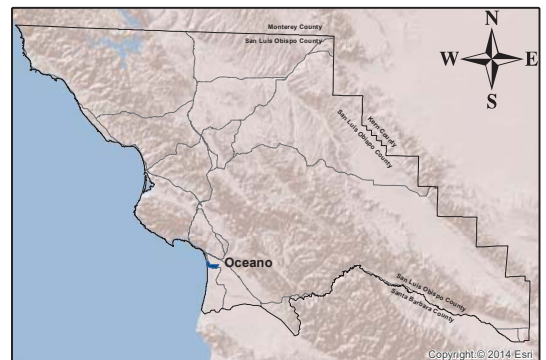 N
W E
S
Monterey County
San Luis Obispo County
Kern County
San Luis Obispo County
Oceano
San Luis Obispo County
Santa Barbara County
Copyright:© 2014 Esri